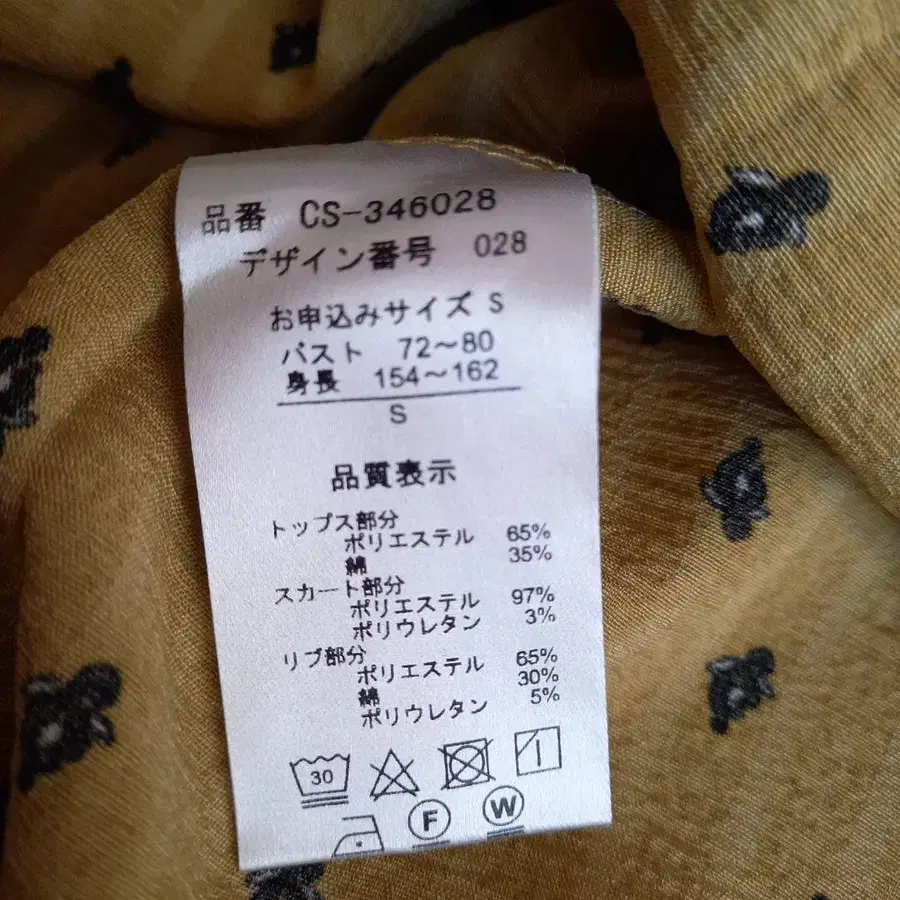 品番 CS-346028
デザイン番号 028
お申込みサイズ S
バスト 72～80
身長 154～162
S
品質表示
トップス部分
ポリエステル 65%
綿 35%
スカート部分
ポリエステル 97%
ポリウレタン 3%
リブ部分
ポリエステル 65%
綿 30%
ポリウレタン 5%
30
F W